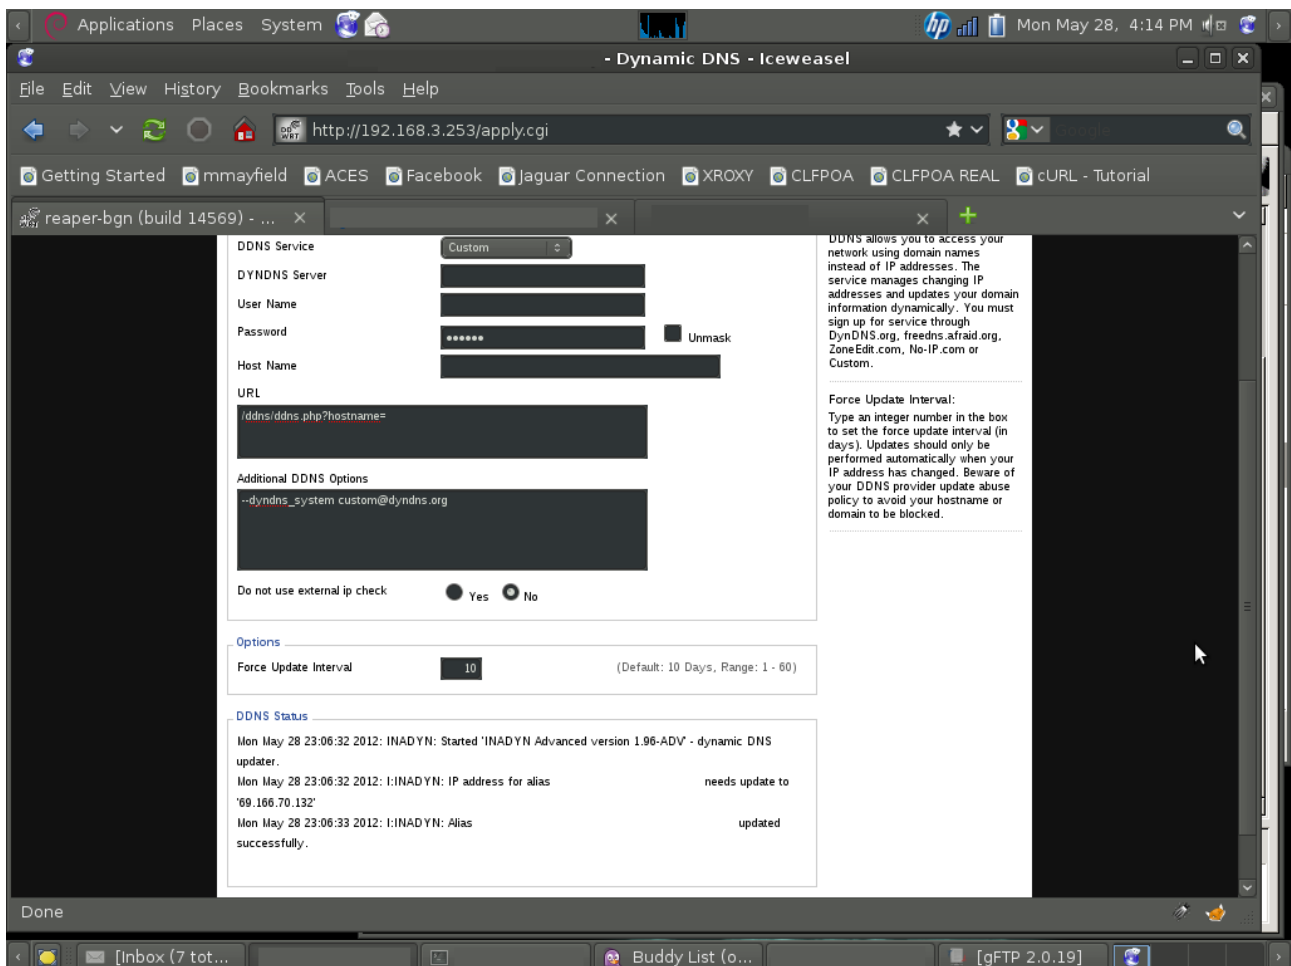 Applications Places System
hp
Mon May 28, 4:14 PM
- Dynamic DNS - Iceweasel
File Edit View History Bookmarks Tools Help
DD WRT http://192.168.3.253/apply.cgi Google
Getting Started mmayfield ACES Facebook Jaguar Connection XROXY CLFPOA CLFPOA REAL cURL - Tutorial
reaper-bgn (build 14569) - ...
DDNS Service Custom
DYNDNS Server
User Name
Password •••••• Unmask
Host Name
URL
/ddns/ddns.php?hostname=
Additional DDNS Options
--dyndns_system custom@dyndns.org
Do not use external ip check Yes No
Options
Force Update Interval 10 (Default: 10 Days, Range: 1 - 60)
DDNS Status
Mon May 28 23:06:32 2012: INADYN: Started 'INADYN Advanced version 1.96-ADV' - dynamic DNS
updater.
Mon May 28 23:06:32 2012: I:INADYN: IP address for alias needs update to
'69.166.70.132'
Mon May 28 23:06:33 2012: I:INADYN: Alias updated
successfully.
DDNS allows you to access your
network using domain names
instead of IP addresses. The
service manages changing IP
addresses and updates your domain
information dynamically. You must
sign up for service through
DynDNS.org, freedns.afraid.org,
ZoneEdit.com, No-IP.com or
Custom.
Force Update Interval:
Type an integer number in the box
to set the force update interval (in
days). Updates should only be
performed automatically when your
IP address has changed. Beware of
your DDNS provider update abuse
policy to avoid your hostname or
domain to be blocked.
Done
[Inbox (7 tot... Buddy List (o... [gFTP 2.0.19]